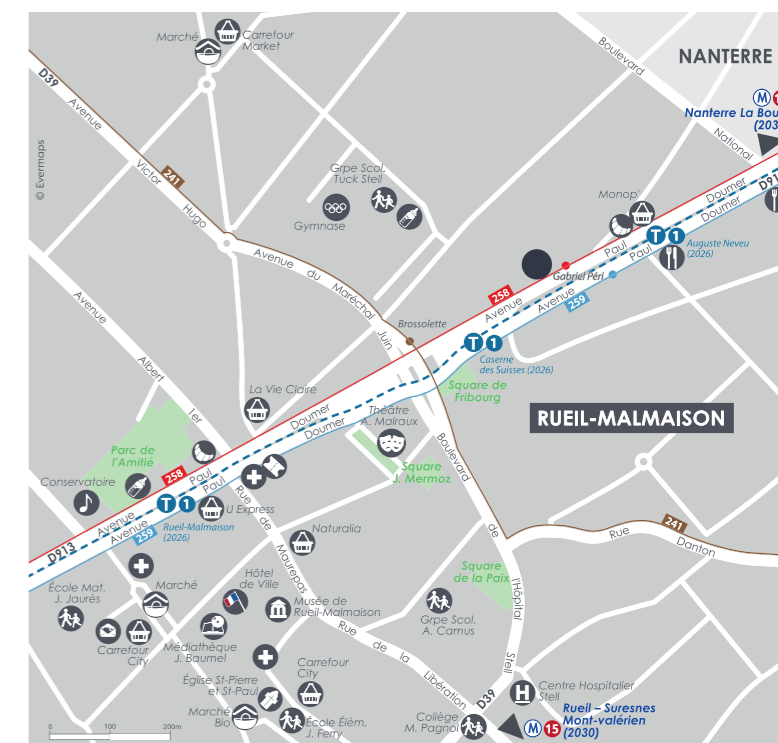 Marché
Carrefour
Market
Boulevard
NANTERRE
M
Nanterre La Bou
(203
National
D39
Avenue
© Evermaps
Victor
241
Hugo
Grpe Scol.
Tuck Stell
Gymnase
Monop'
Doumer
Doumer
D91
Paul
Paul
T 1
Auguste Neveu
(2026)
Avenue du Maréchal
Juin
Gabriel Péri
258
Avenue
Avenue
259
Brossolette
T 1
Caserne
des Suisses (2026)
Avenue
Albert
1er
Square de
Fribourg
La Vie Claire
Doumer
Doumer
Théâtre
A. Malraux
RUEIL-MALMAISON
Boulevard
Parc de
l'Amitié
Square
J. Mermoz
258
Paul
Paul
Conservatoire
T 1
U Express
Avenue
Avenue
259
Rueil-Malmaison
(2026)
D913
Rue de
Maurepas
Naturalia
de
241
Rue Danton
École Mat.
J. Jaurès
Marché
Hôtel
de Ville
Musée de
Rueil-Malmaison
Square
de la Paix
l'Hôpital
Grpe Scol.
A. Camus
Carrefour
City
Médiathèque
J. Baumel
Rue de la Libération
Stell
Carrefour
City
Église St-Pierre
et St-Paul
D39
H
Centre Hospitalier
Stell
Marché
Bio
École Élém.
J. Ferry
Collège
M. Pagnol
M 15
Rueil – Suresnes
Mont-valérien
(2030)
0 100 200m